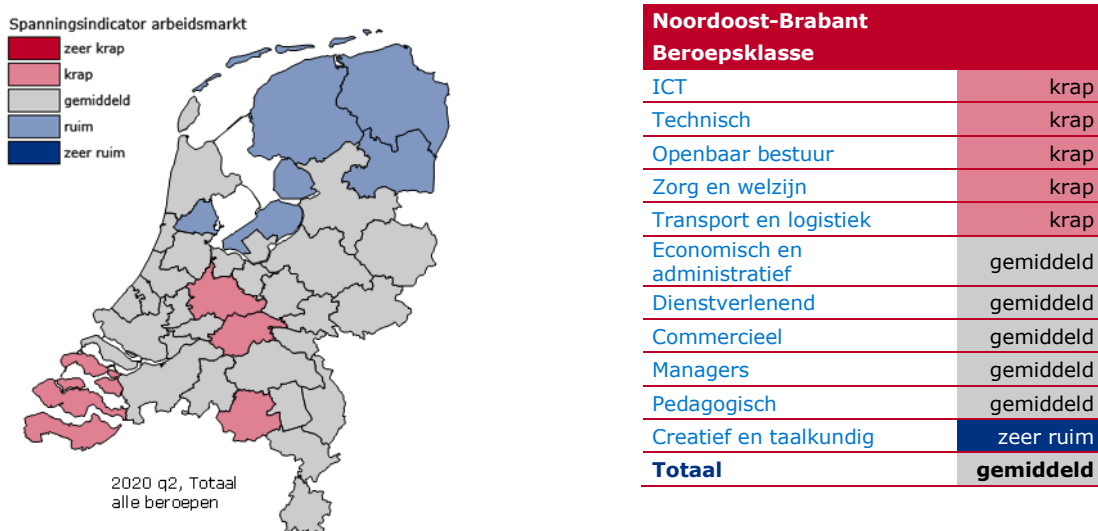 Spanningsindicator arbeidsmarkt
zeer krap
krap
gemiddeld
ruim
zeer ruim
2020 q2, Totaal
alle beroepen
Noordoost-Brabant
Beroepsklasse
ICT krap
Technisch krap
Openbaar bestuur krap
Zorg en welzijn krap
Transport en logistiek krap
Economisch en
administratief gemiddeld
Dienstverlenend gemiddeld
Commercieel gemiddeld
Managers gemiddeld
Pedagogisch gemiddeld
Creatief en taalkundig zeer ruim
Totaal gemiddeld